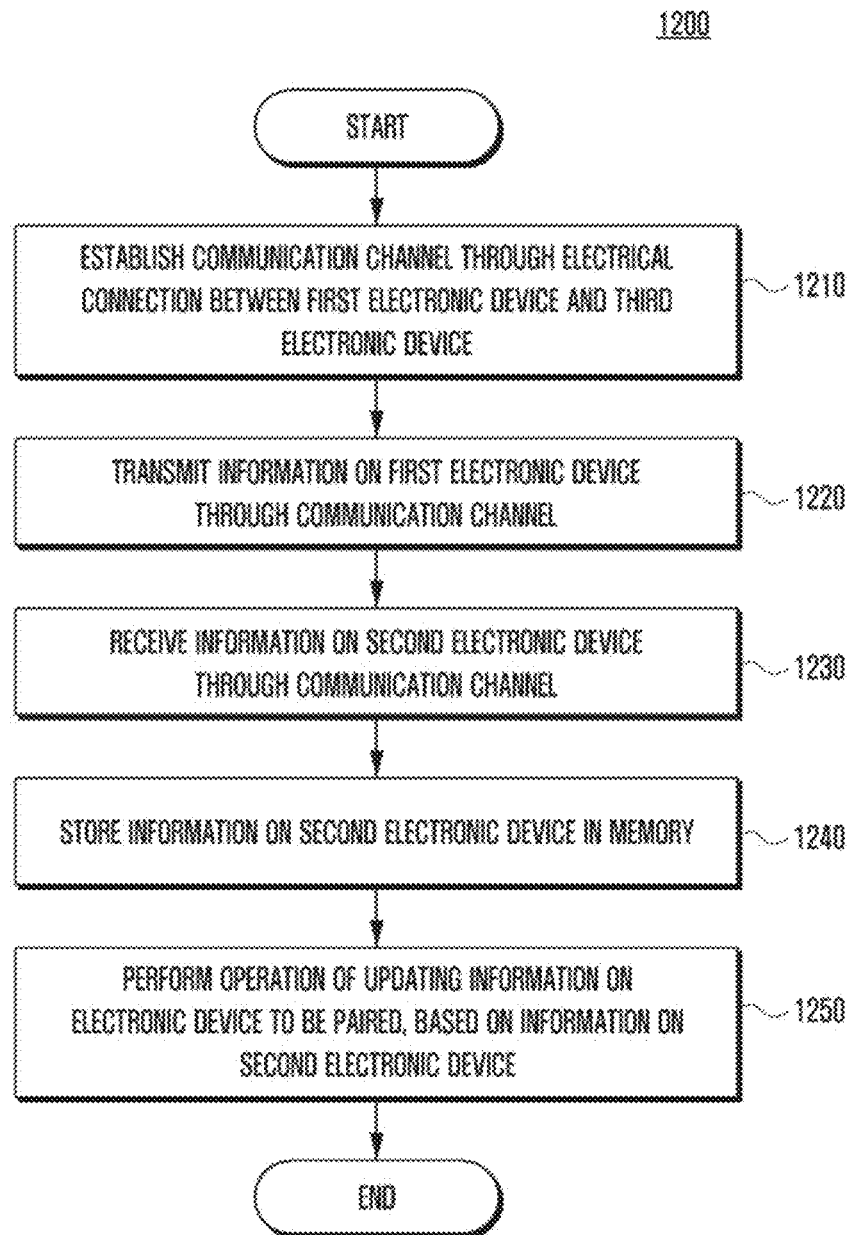 1200
START
ESTABLISH COMMUNICATION CHANNEL THROUGH ELECTRICAL
CONNECTION BETWEEN FIRST ELECTRONIC DEVICE AND THIRD
ELECTRONIC DEVICE
1210
TRANSMIT INFORMATION ON FIRST ELECTRONIC DEVICE
THROUGH COMMUNICATION CHANNEL
1220
RECEIVE INFORMATION ON SECOND ELECTRONIC DEVICE
THROUGH COMMUNICATION CHANNEL
1230
STORE INFORMATION ON SECOND ELECTRONIC DEVICE IN MEMORY
1240
PERFORM OPERATION OF UPDATING INFORMATION ON
ELECTRONIC DEVICE TO BE PAIRED, BASED ON INFORMATION ON
SECOND ELECTRONIC DEVICE
1250
END